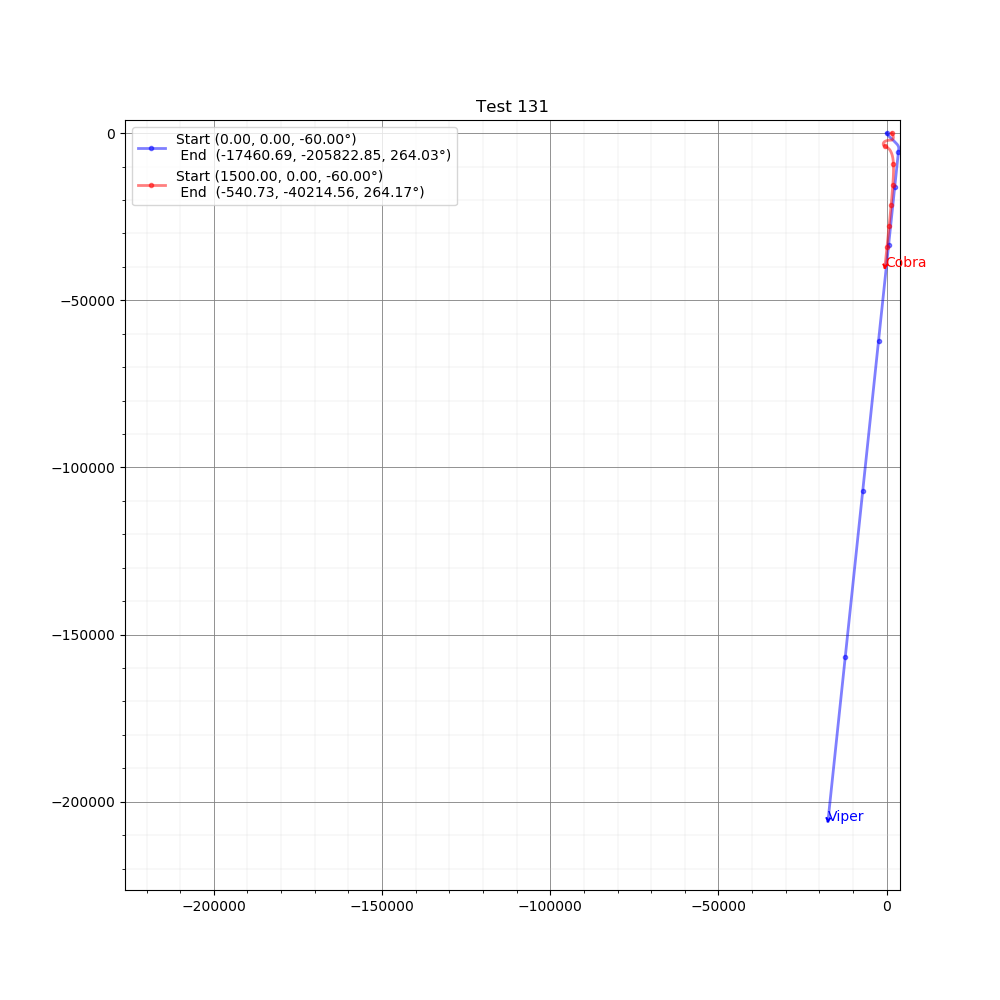 Test 131
Start (0.00, 0.00, -60.00°)
End (-17460.69, -205822.85, 264.03°)
Start (1500.00, 0.00, -60.00°)
End (-540.73, -40214.56, 264.17°)
0
−50000
−100000
−150000
−200000
Cobra
Viper
−200000
−150000
−100000
−50000
0